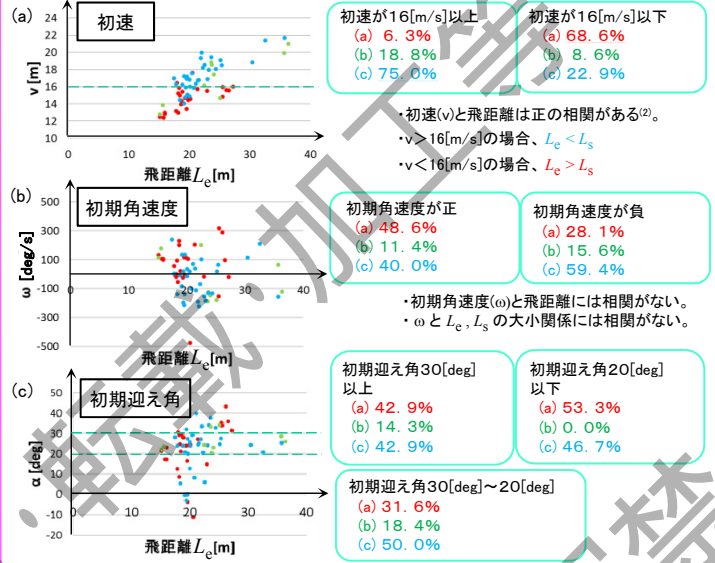 (a)
初速
v [m]
24
22
20
18
16
14
12
10
0
10
20
30
40
飛距離Le[m]
初速が16[m/s]以上
(a) 6. 3%
(b) 18. 8%
(c) 75. 0%
初速が16[m/s]以下
(a) 68. 6%
(b) 8. 6%
(c) 22. 9%
・初速(v)と飛距離は正の相関がある(2)。
・v＞16[m/s]の場合、Le < Ls
・v＜16[m/s]の場合、Le > Ls
(b)
初期角速度
ω [deg/s]
500
300
100
-100
-300
-500
0
10
20
30
40
飛距離Le[m]
初期角速度が正
(a) 48. 6%
(b) 11. 4%
(c) 40. 0%
初期角速度が負
(a) 28. 1%
(b) 15. 6%
(c) 59. 4%
・初期角速度(ω)と飛距離には相関がない。
・ ω と Le , Ls の大小関係には相関がない。
(c)
初期迎え角
α [deg]
50
40
30
20
10
0
-10
-20
0
10
20
30
40
飛距離Le[m]
初期迎え角30[deg]
以上
(a) 42. 9%
(b) 14. 3%
(c) 42. 9%
初期迎え角20[deg]
以下
(a) 53. 3%
(b) 0. 0%
(c) 46. 7%
初期迎え角30[deg]～20[deg]
(a) 31. 6%
(b) 18. 4%
(c) 50. 0%
・転載・加工等
禁